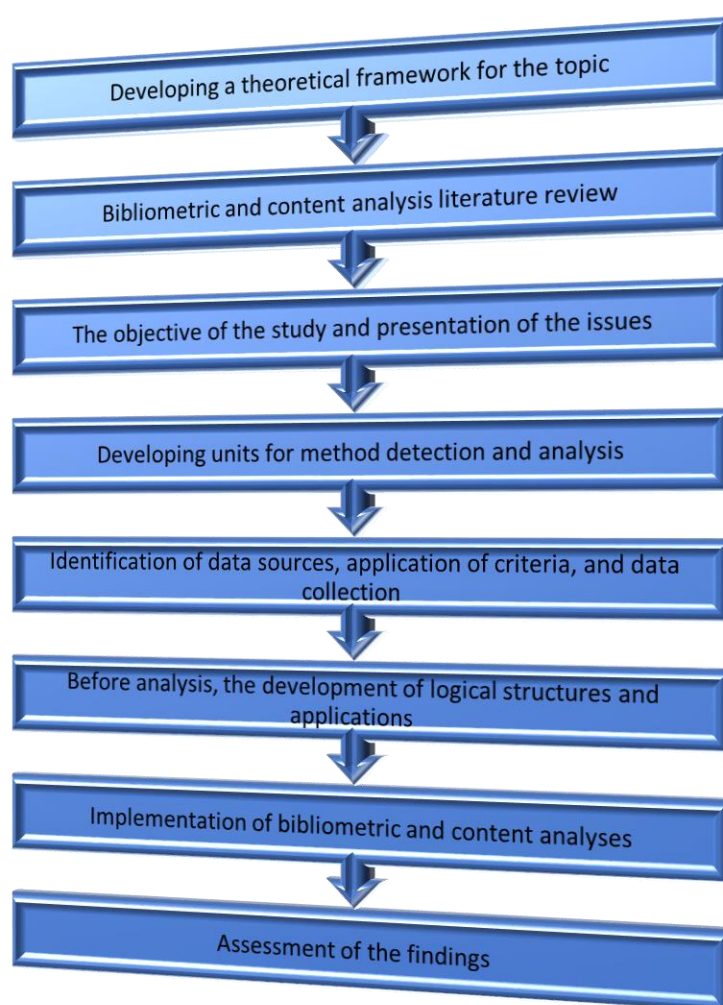 Developing a theoretical framework for the topic
Bibliometric and content analysis literature review
The objective of the study and presentation of the issues
Developing units for method detection and analysis
Identification of data sources, application of criteria, and data
collection
Before analysis, the development of logical structures and
applications
Implementation of bibliometric and content analyses
Assessment of the findings